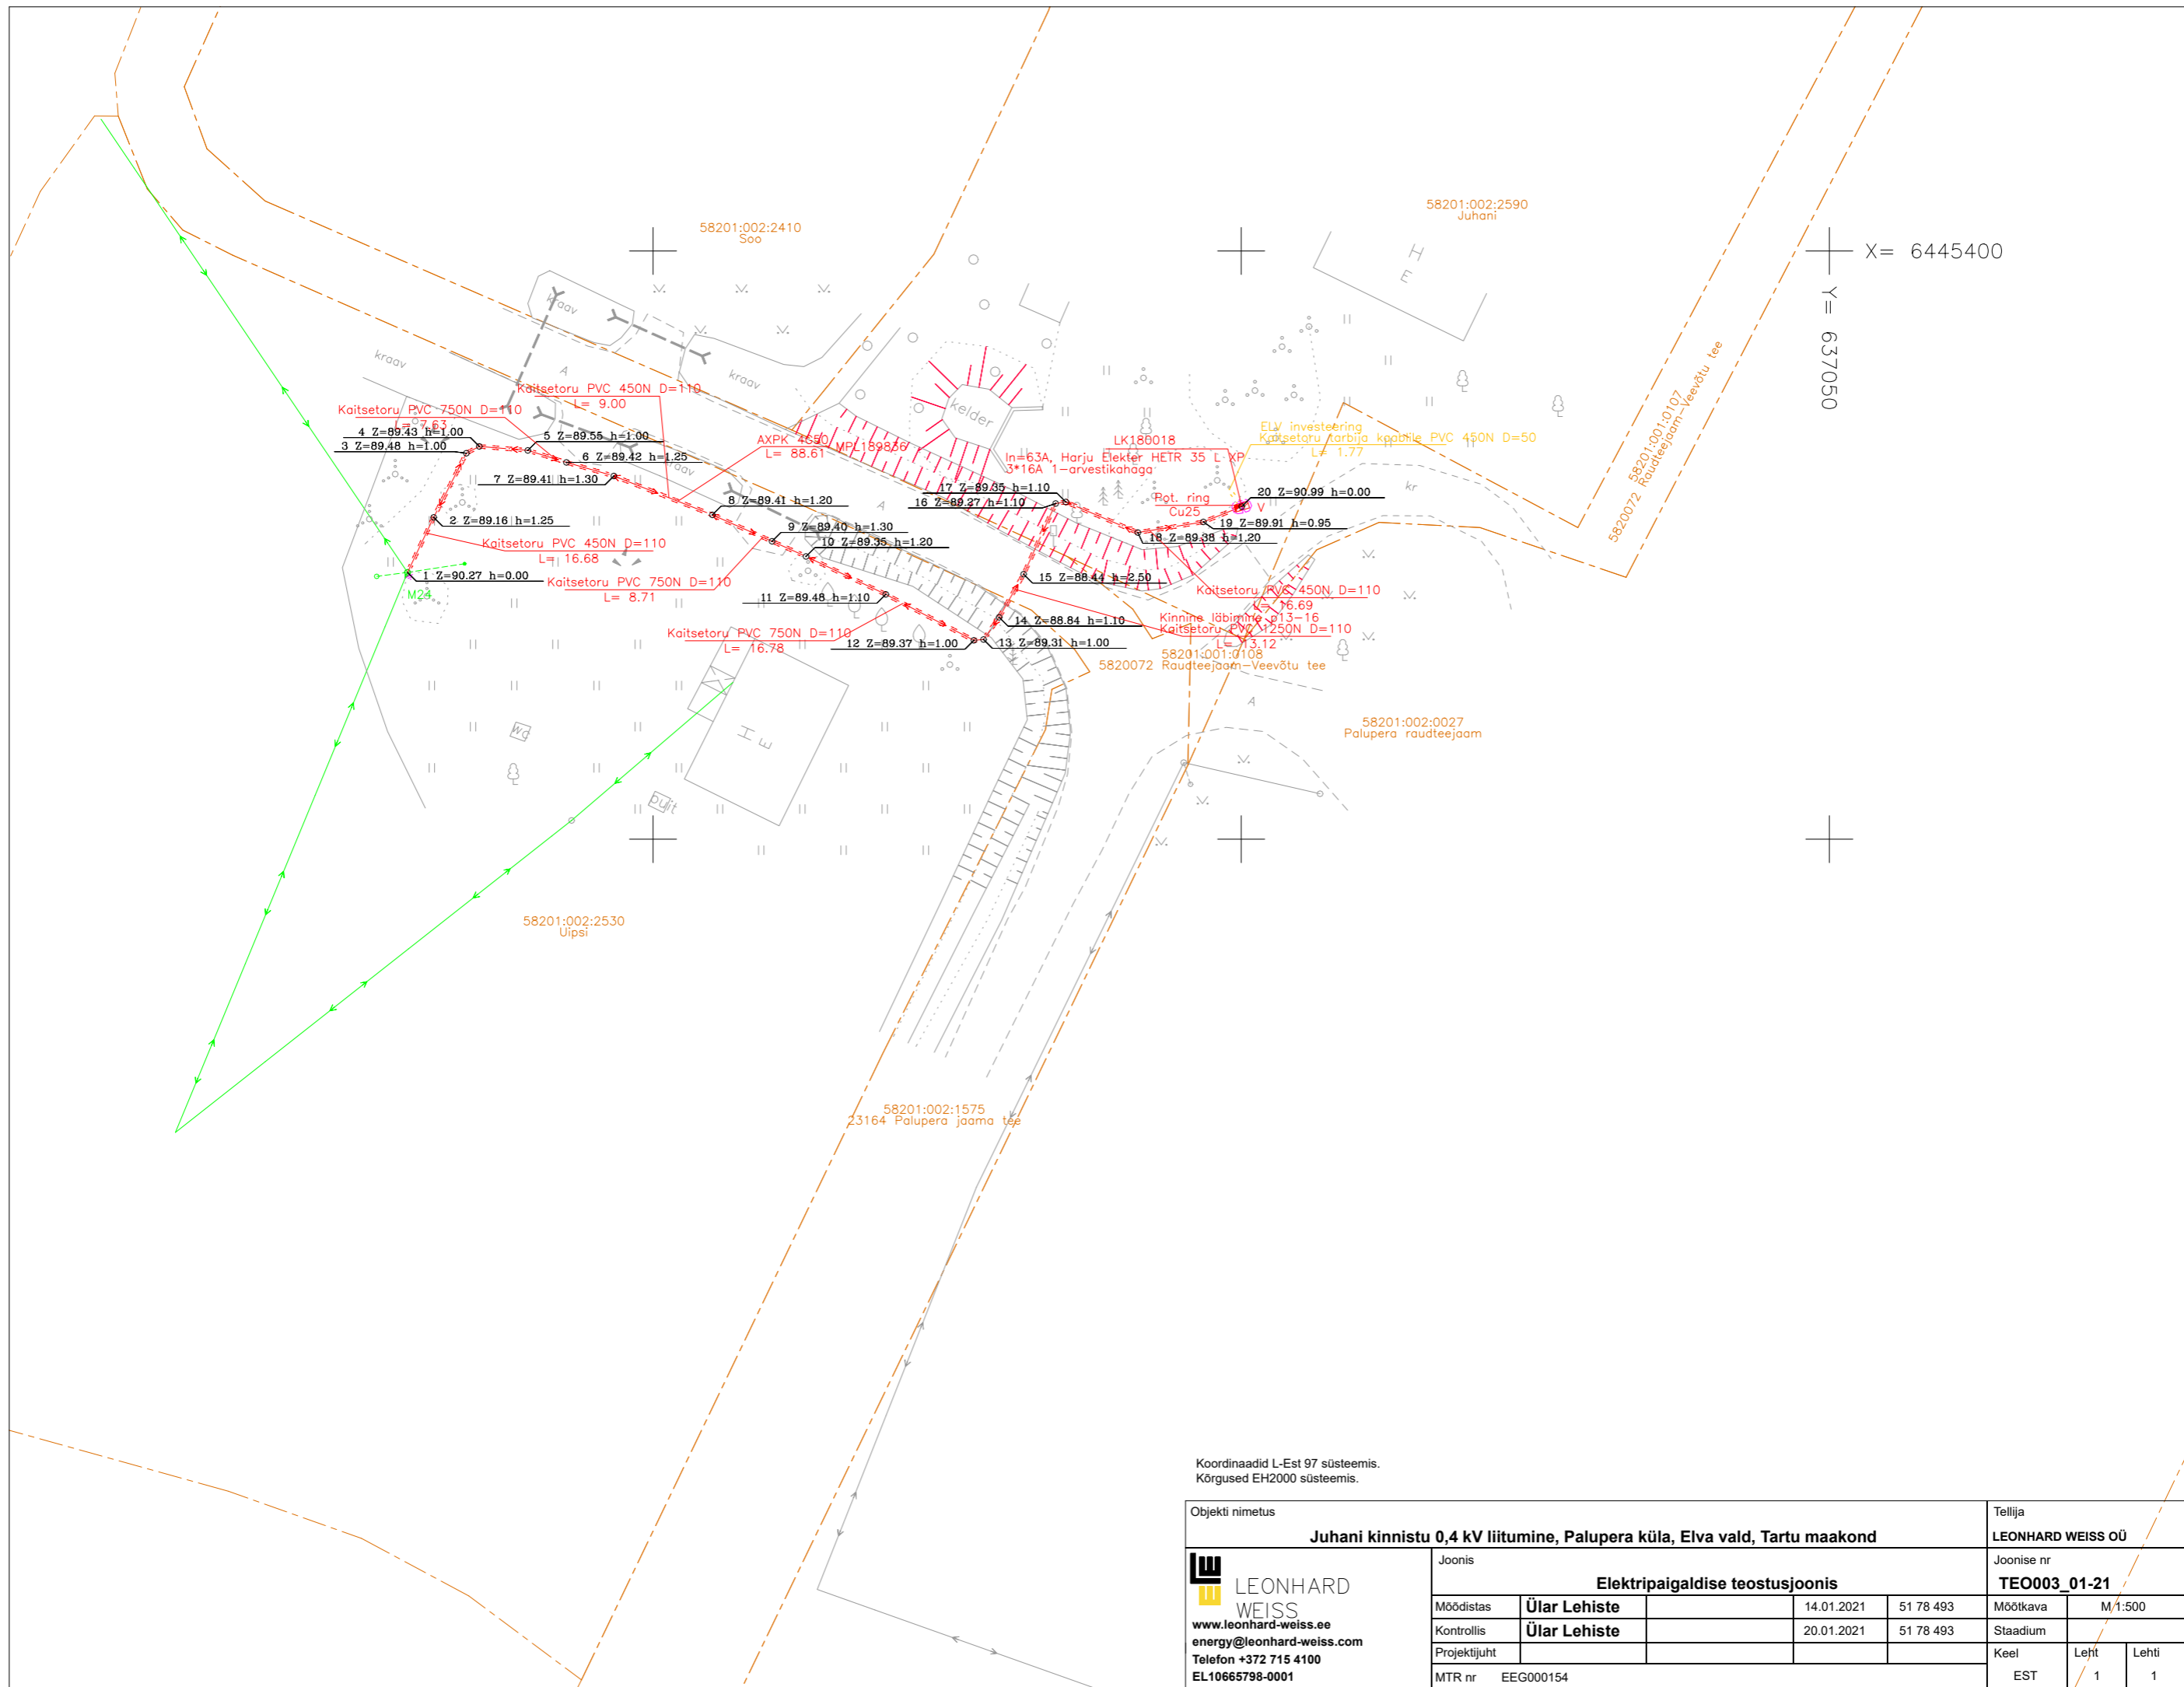 58201:002:2590
Juhani
58201:002:2410
Soo
X= 6445400
Y= 637050
58201:001:0107
5820072 Raudteejaam-Veevõtu tee
H
E
kraav
kraav
kraav
kraav
A
A
A
kelder
kr
Kaitsetoru PVC 450N D=110
L= 9.00
Kaitsetoru PVC 750N D=110
L= 7.63
4 Z=89.43 h=1.00
3 Z=89.48 h=1.00
5 Z=89.55 h=1.00
6 Z=89.42 h=1.25
7 Z=89.41 h=1.30
AXPK 4G50 MPL189836
L= 88.61
LK180018
In=63A, Harju Elekter HETR 35 L XP
3*16A 1-arvestikohaga
ELV investeering
Kaitsetoru tarbija kaablile PVC 450N D=50
L= 1.77
17 Z=89.35 h=1.10
16 Z=89.27 h=1.10
Pot. ring
Cu25
20 Z=90.99 h=0.00
V
19 Z=89.91 h=0.95
18 Z=89.38 h=1.20
8 Z=89.41 h=1.20
9 Z=89.40 h=1.30
10 Z=89.35 h=1.20
2 Z=89.16 h=1.25
Kaitsetoru PVC 450N D=110
L= 16.68
1 Z=90.27 h=0.00
M24
Kaitsetoru PVC 750N D=110
L= 8.71
11 Z=89.48 h=1.10
15 Z=88.44 h=2.50
Kaitsetoru PVC 450N D=110
L= 16.69
Kinnine läbimine p13-16
Kaitsetoru PVC 1250N D=110
L= 13.12
14 Z=88.84 h=1.10
Kaitsetoru PVC 750N D=110
L= 16.78
12 Z=89.37 h=1.00
13 Z=89.31 h=1.00
58201:001:0108
5820072 Raudteejaam-Veevõtu tee
A
58201:002:0027
Palupera raudteejaam
wc
H
E
puit
58201:002:2530
Uipsi
58201:002:1575
23164 Palupera jaama tee
Koordinaadid L-Est 97 süsteemis.
Kõrgused EH2000 süsteemis.
Objekti nimetus
Juhani kinnistu 0,4 kV liitumine, Palupera küla, Elva vald, Tartu maakond
Tellija
LEONHARD WEISS OÜ
LEONHARD
WEISS
www.leonhard-weiss.ee
energy@leonhard-weiss.com
Telefon +372 715 4100
EL10665798-0001
Joonis
Elektripaigaldise teostusjoonis
Joonise nr
TEO003_01-21
Mõõdistas Ülar Lehiste 14.01.2021 51 78 493
Mõõtkava M 1:500
Kontrollis Ülar Lehiste 20.01.2021 51 78 493
Staadium
Projektijuht
MTR nr EEG000154
Keel Leht Lehti
EST 1 1